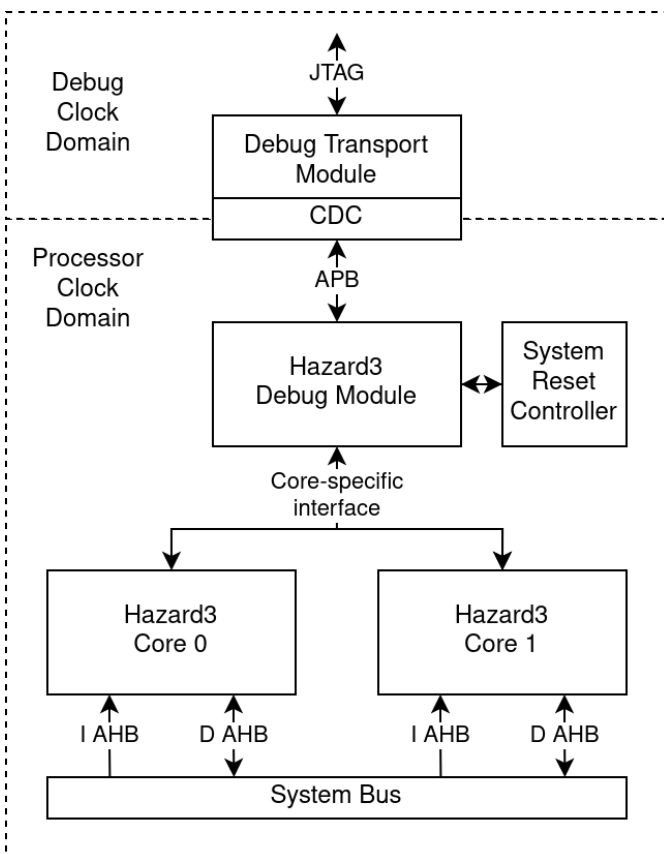 JTAG
Debug
Clock
Domain
Debug Transport
Module
CDC
Processor
Clock
Domain
APB
Hazard3
Debug Module
System
Reset
Controller
Core-specific
interface
Hazard3
Core 0
Hazard3
Core 1
I AHB
D AHB
I AHB
D AHB
System Bus